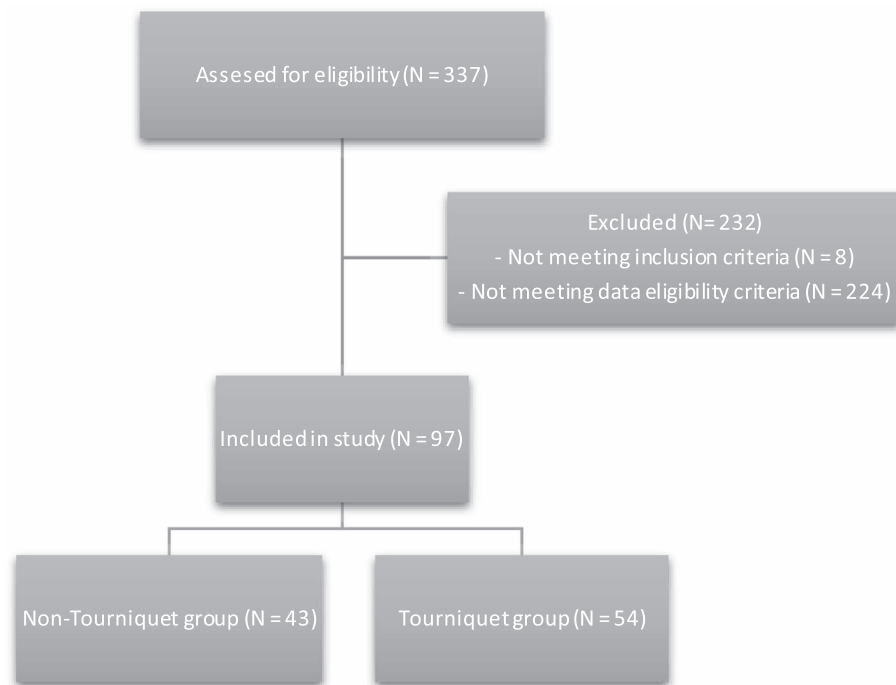 Assesed for eligibility (N = 337)
Excluded (N= 232)
- Not meeting inclusion criteria (N = 8)
- Not meeting data eligibility criteria (N = 224)
Included in study (N = 97)
Non-Tourniquet group (N = 43)
Tourniquet group (N = 54)